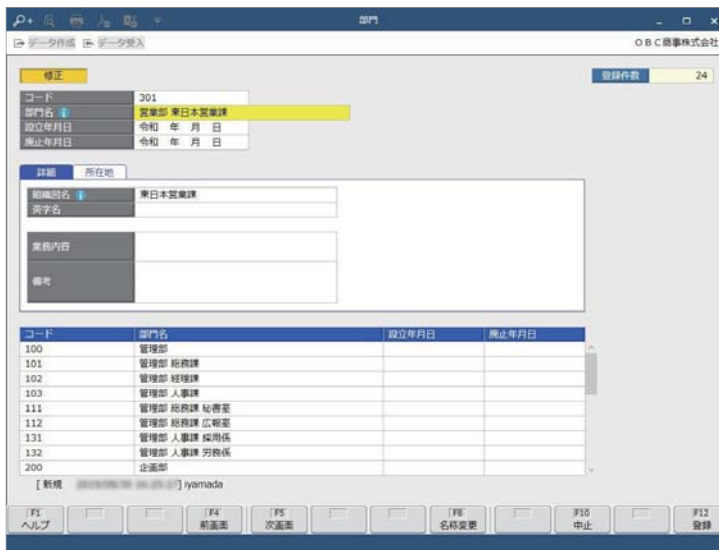 部門
データ作成 データ受入 OBC商事株式会社
修正 登録件数 24
コード 301
部門名 営業部 東日本営業課
設立年月日 令和 年 月 日
廃止年月日 令和 年 月 日
詳細 所在地
組織図名 東日本営業課
英字名
業務内容
備考
コード 部門名 設立年月日 廃止年月日
100 管理部
101 管理部 総務課
102 管理部 経理課
103 管理部 人事課
111 管理部 総務課 秘書室
112 管理部 総務課 広報室
131 管理部 人事課 採用係
132 管理部 人事課 労務係
200 企画部
[ 新規 ] iyamada
F1 F4 F5 F8 F10 F12
ヘルプ 前画面 次画面 名称変更 中止 登録